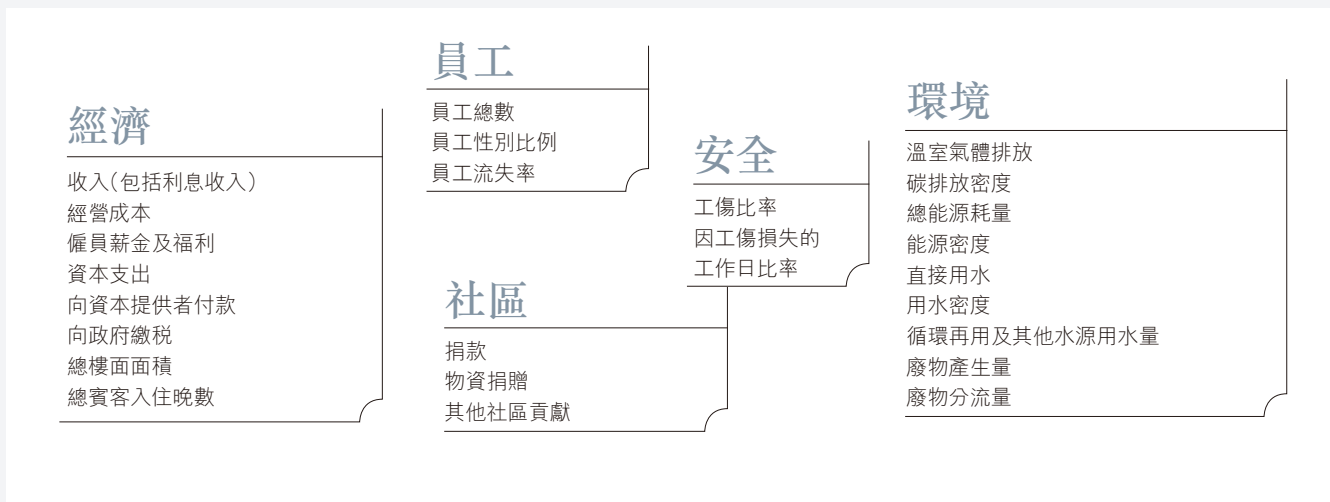 經濟
收入(包括利息收入)
經營成本
僱員薪金及福利
資本支出
向資本提供者付款
向政府繳稅
總樓面面積
總賓客入住晚數
員工
員工總數
員工性別比例
員工流失率
社區
捐款
物資捐贈
其他社區貢獻
安全
工傷比率
因工傷損失的
工作日比率
環境
溫室氣體排放
碳排放密度
總能源耗量
能源密度
直接用水
用水密度
循環再用及其他水源用水量
廢物產生量
廢物分流量